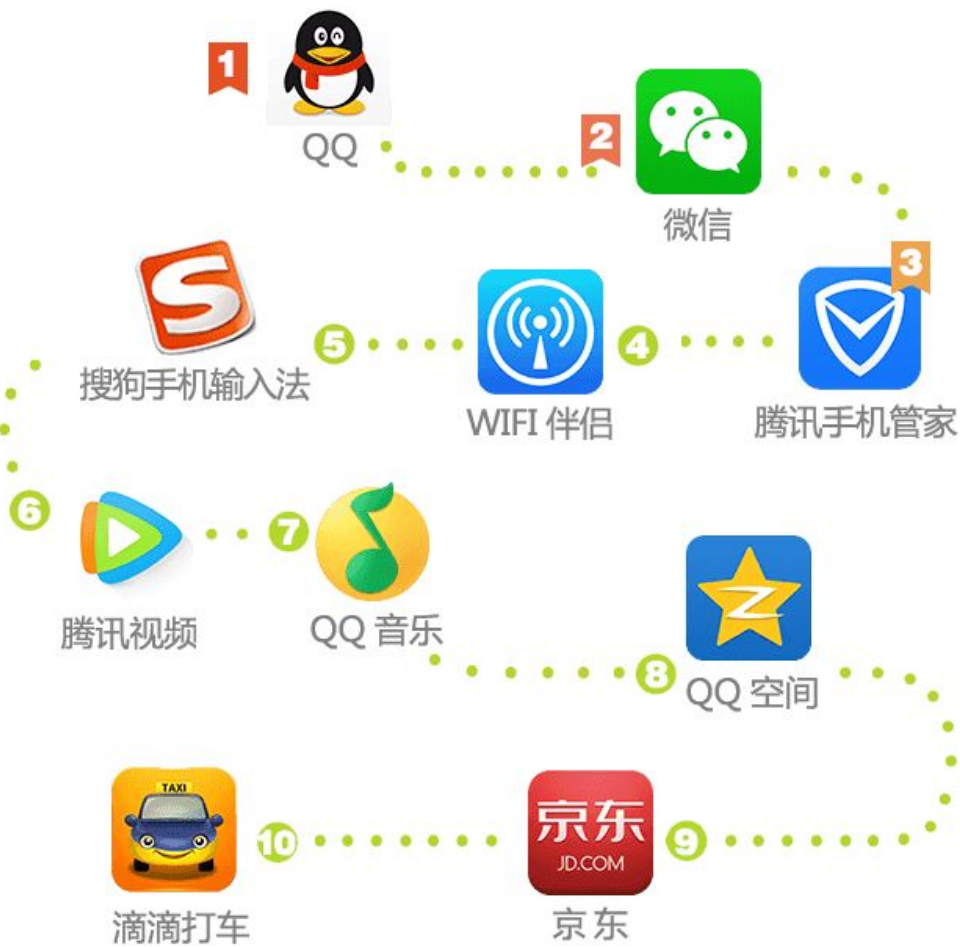 1
QQ
2
微信
3
腾讯手机管家
4
WIFI 伴侣
5
S
搜狗手机输入法
6
腾讯视频
7
QQ 音乐
8
Z
QQ 空间
9
京东
JD.COM
京东
10
TAXI
滴滴打车